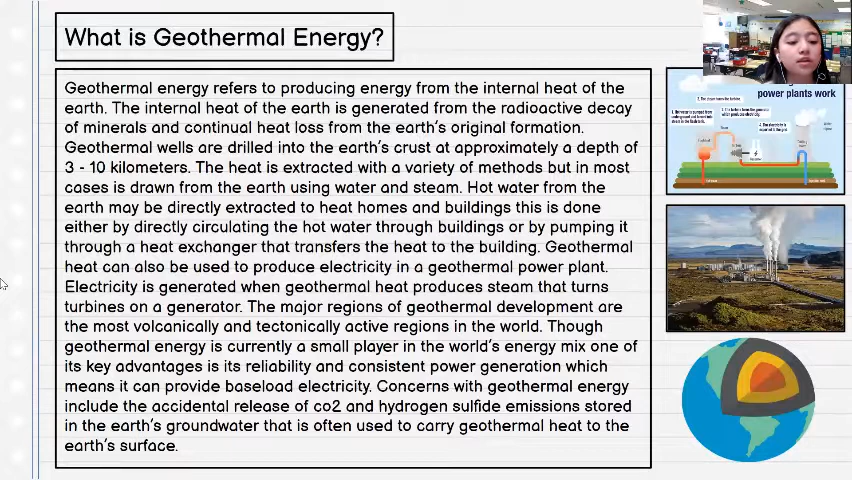 What is Geothermal Energy?
Geothermal energy refers to producing energy from the internal heat of the
earth. The internal heat of the earth is generated from the radioactive decay
of minerals and continual heat loss from the earth's original formation.
Geothermal wells are drilled into the earth's crust at approximately a depth of
3 - 10 kilometers. The heat is extracted with a variety of methods but in most
cases is drawn from the earth using water and steam. Hot water from the
earth may be directly extracted to heat homes and buildings this is done
either by directly circulating the hot water through buildings or by pumping it
through a heat exchanger that transfers the heat to the building. Geothermal
heat can also be used to produce electricity in a geothermal power plant.
Electricity is generated when geothermal heat produces steam that turns
turbines on a generator. The major regions of geothermal development are
the most volcanically and tectonically active regions in the world. Though
geothermal energy is currently a small player in the world's energy mix one of
its key advantages is its reliability and consistent power generation which
means it can provide baseload electricity. Concerns with geothermal energy
include the accidental release of co2 and hydrogen sulfide emissions stored
in the earth's groundwater that is often used to carry geothermal heat to the
earth's surface.
power plants work